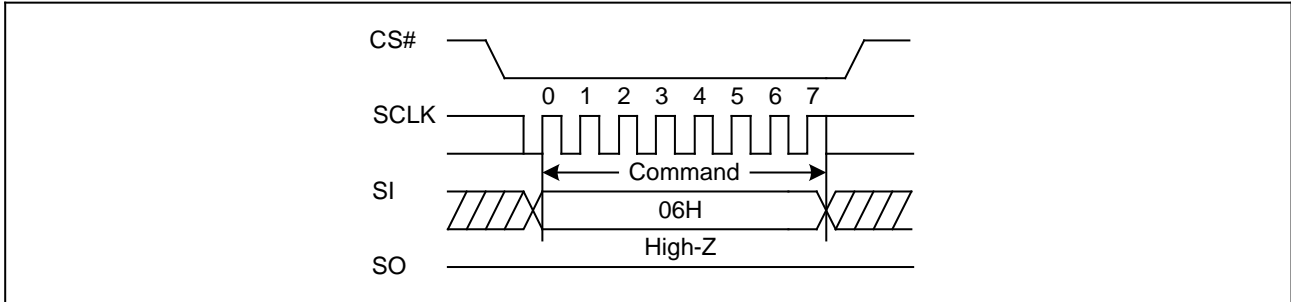 CS#
0 1 2 3 4 5 6 7
SCLK
Command
SI
06H
High-Z
SO